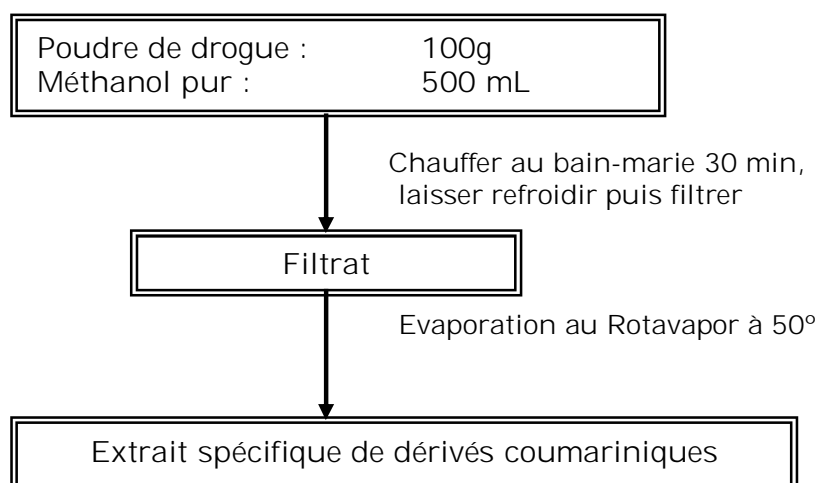 Poudre de drogue : 100g
Méthanol pur : 500 mL
Chauffer au bain-marie 30 min,
laisser refroidir puis filtrer
Filtrat
Evaporation au Rotavapor à 50°
Extrait spécifique de dérivés coumariniques